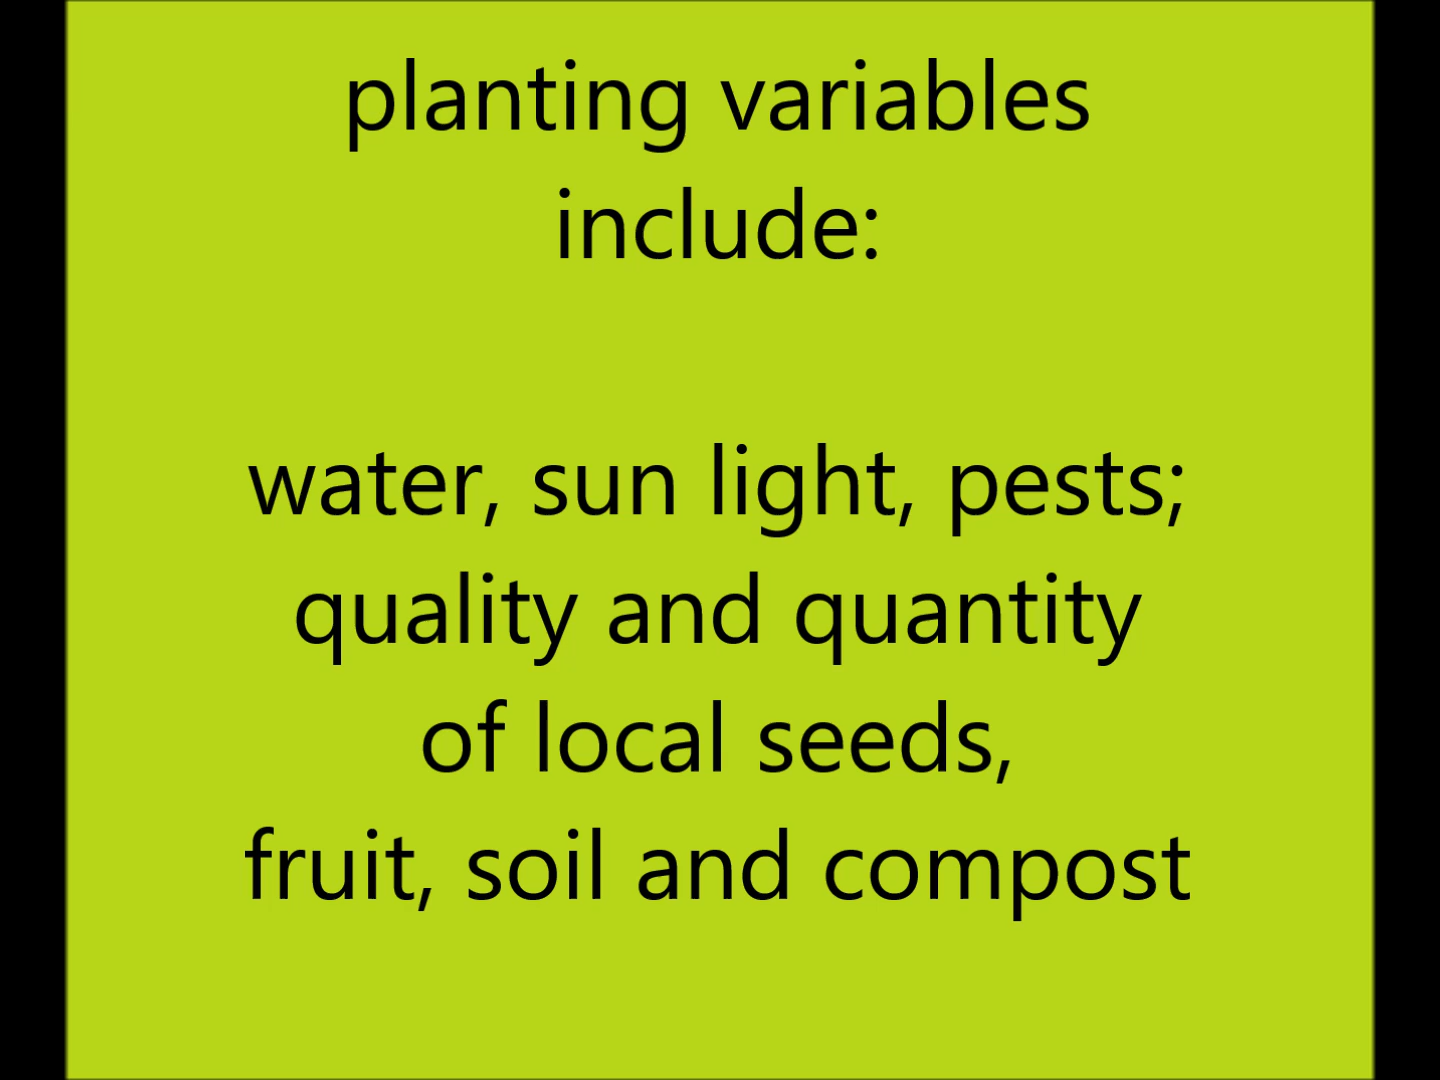 planting variables
include:
water, sun light, pests;
quality and quantity
of local seeds,
fruit, soil and compost